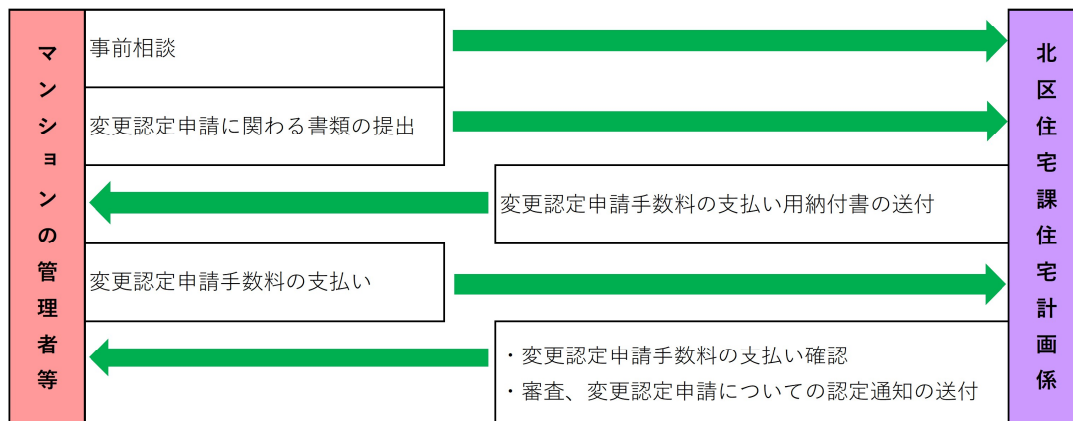 マンションの管理者等
事前相談
変更認定申請に関わる書類の提出
変更認定申請手数料の支払い用納付書の送付
変更認定申請手数料の支払い
・変更認定申請手数料の支払い確認
・審査、変更認定申請についての認定通知の送付
北区住宅課住宅計画係